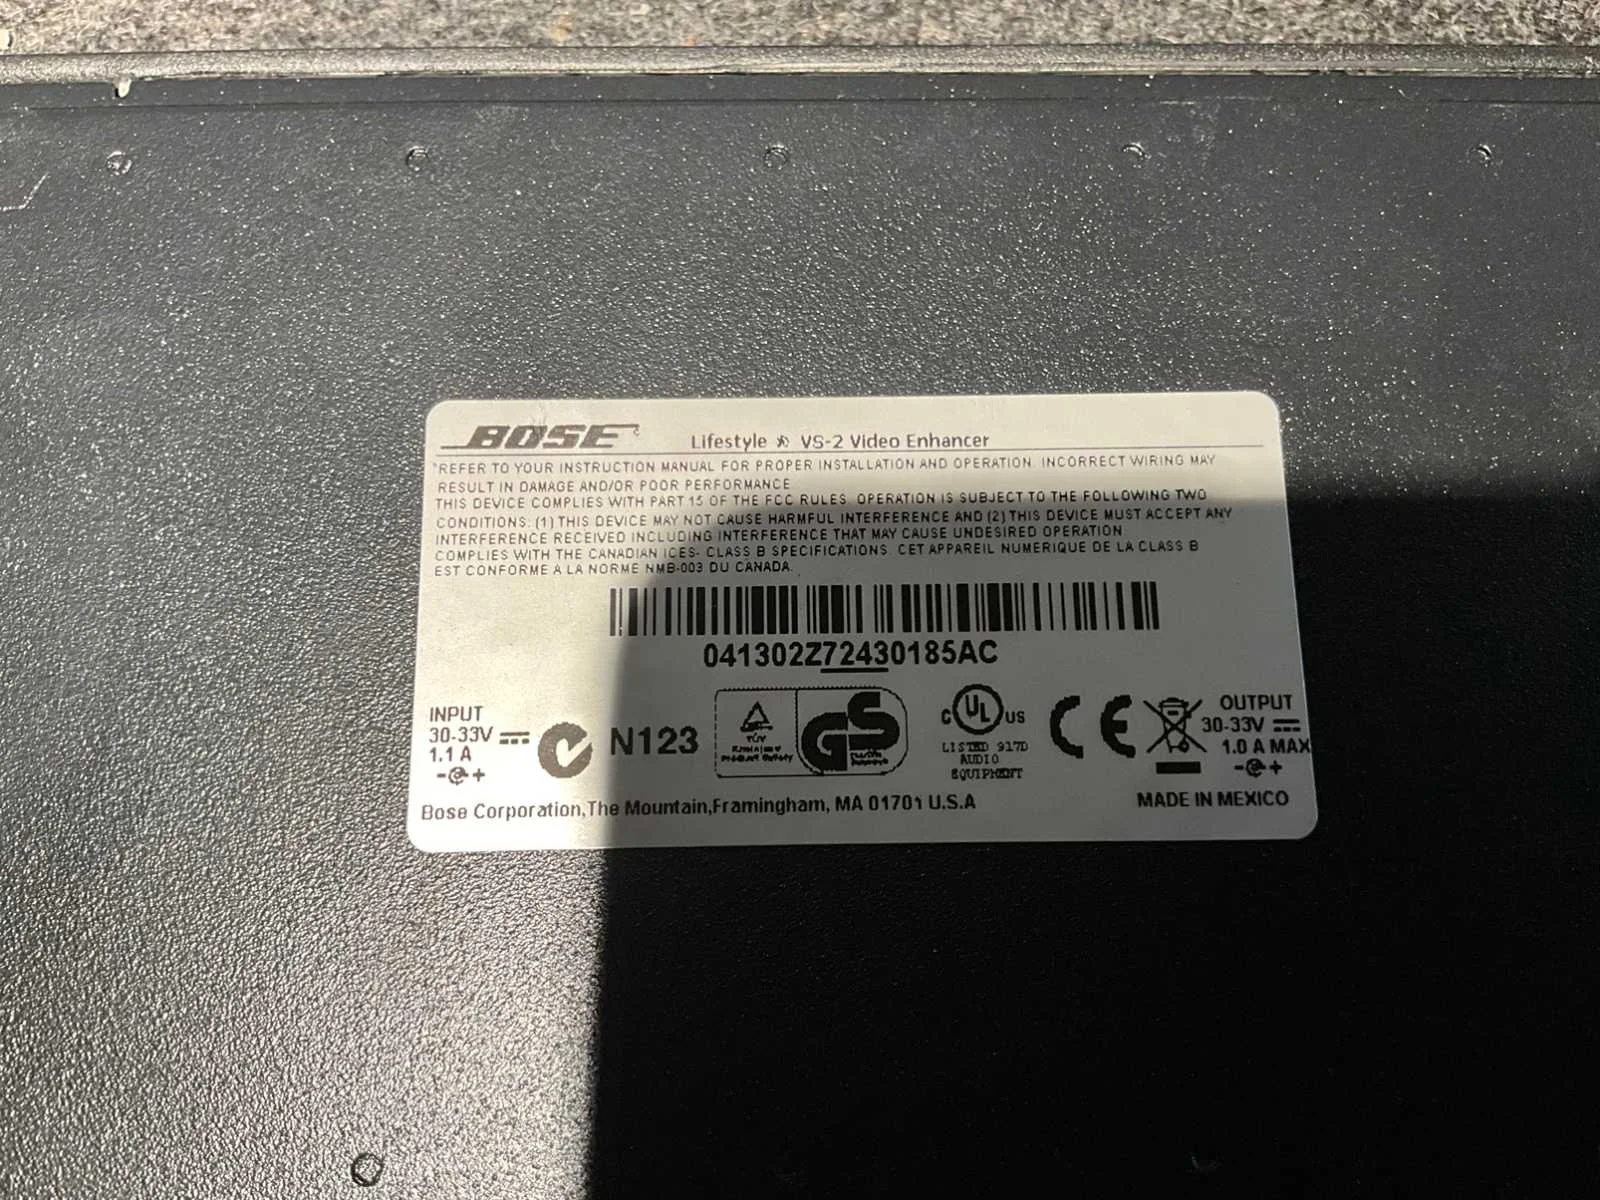 BOSE Lifestyle ® VS-2 Video Enhancer
"REFER TO YOUR INSTRUCTION MANUAL FOR PROPER INSTALLATION AND OPERATION. INCORRECT WIRING MAY
RESULT IN DAMAGE AND/OR POOR PERFORMANCE
THIS DEVICE COMPLIES WITH PART 15 OF THE FCC RULES. OPERATION IS SUBJECT TO THE FOLLOWING TWO
CONDITIONS: (1) THIS DEVICE MAY NOT CAUSE HARMFUL INTERFERENCE AND (2) THIS DEVICE MUST ACCEPT ANY
INTERFERENCE RECEIVED INCLUDING INTERFERENCE THAT MAY CAUSE UNDESIRED OPERATION
COMPLIES WITH THE CANADIAN ICES- CLASS B SPECIFICATIONS. CET APPAREIL NUMERIQUE DE LA CLASS B
EST CONFORME A LA NORME NMB-003 DU CANADA.
041302Z72430185AC
INPUT
30-33V
1.1 A
- +
N123
TÜV
GS
C UL US
LISTED 917D
AUDIO
EQUIPMENT
CE
OUTPUT
30-33V
1.0 A MAX
- +
Bose Corporation,The Mountain,Framingham, MA 01701 U.S.A
MADE IN MEXICO